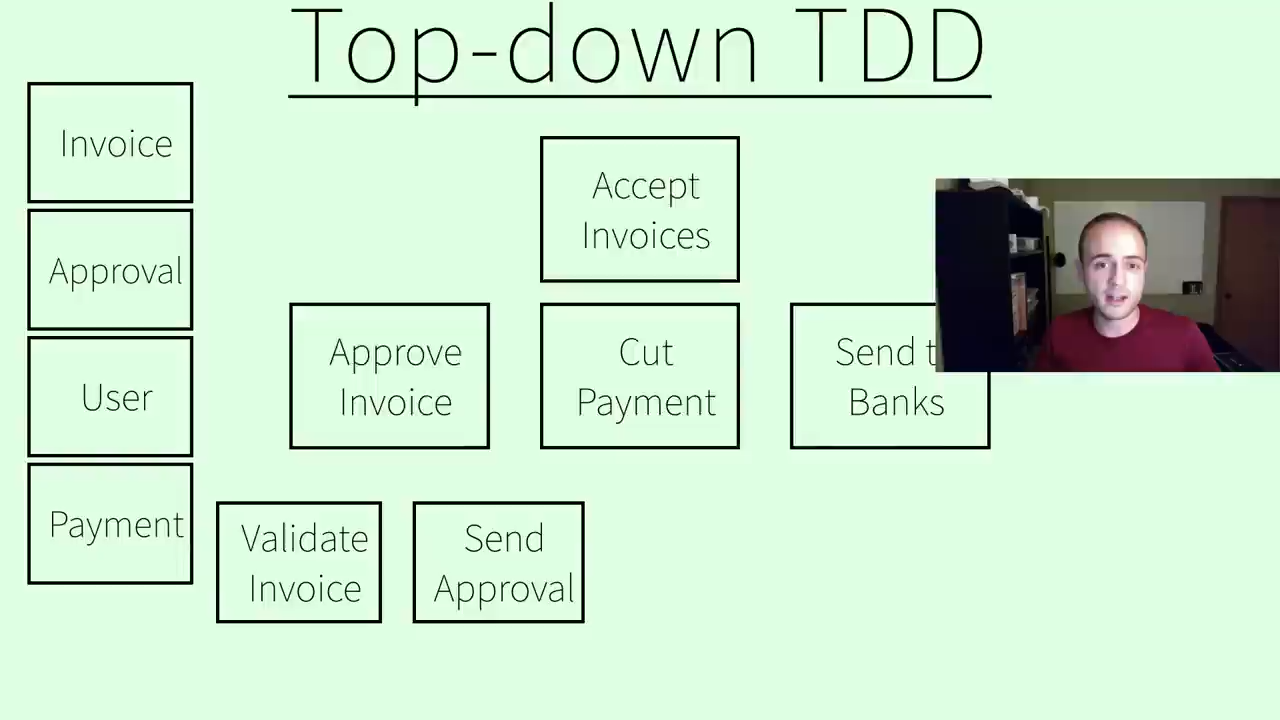 Top-down TDD
Invoice
Approval
User
Payment
Accept
Invoices
Approve
Invoice
Cut
Payment
Send
Banks
Validate
Invoice
Send
Approval